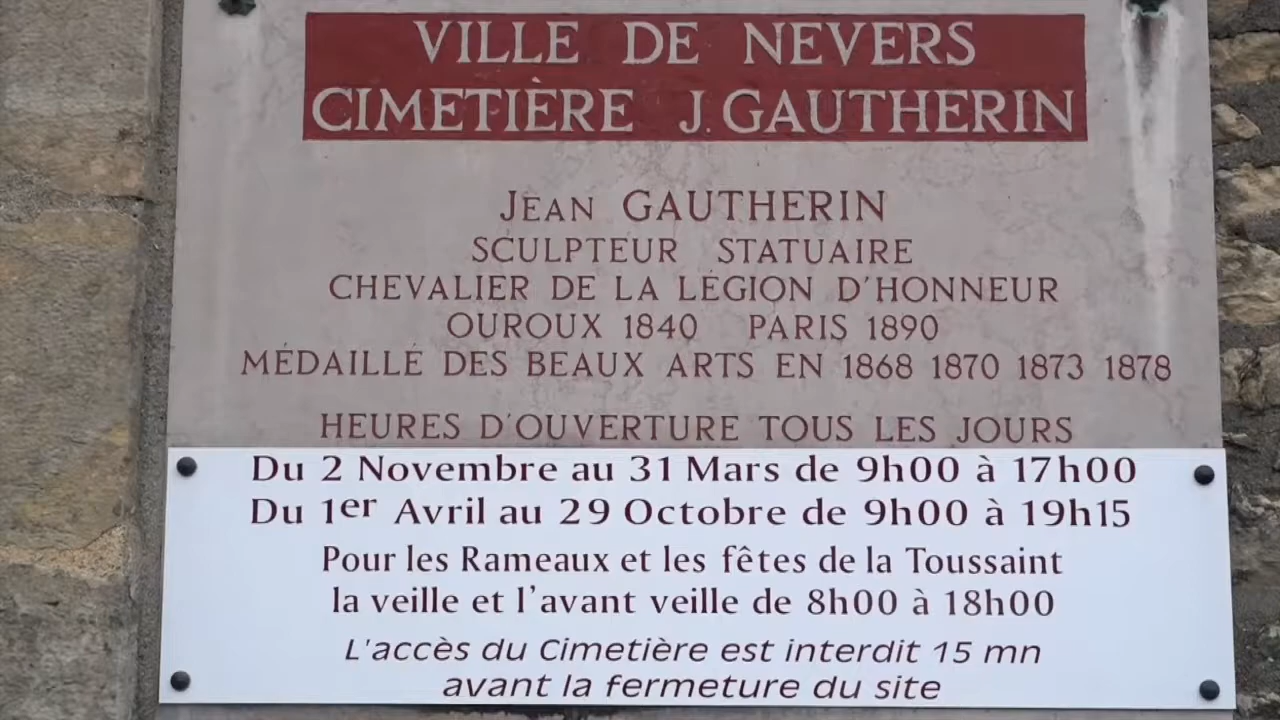 VILLE DE NEVERS
CIMETIÈRE J. GAUTHERIN
JEAN GAUTHERIN
SCULPTEUR STATUAIRE
CHEVALIER DE LA LÉGION D'HONNEUR
OUROUX 1840 PARIS 1890
MÉDAILLÉ DES BEAUX ARTS EN 1868 1870 1873 1878
HEURES D'OUVERTURE TOUS LES JOURS
Du 2 Novembre au 31 Mars de 9h00 à 17h00
Du 1er Avril au 29 Octobre de 9h00 à 19h15
Pour les Rameaux et les fêtes de la Toussaint
la veille et l'avant veille de 8h00 à 18h00
L'accès du Cimetière est interdit 15 mn
avant la fermeture du site